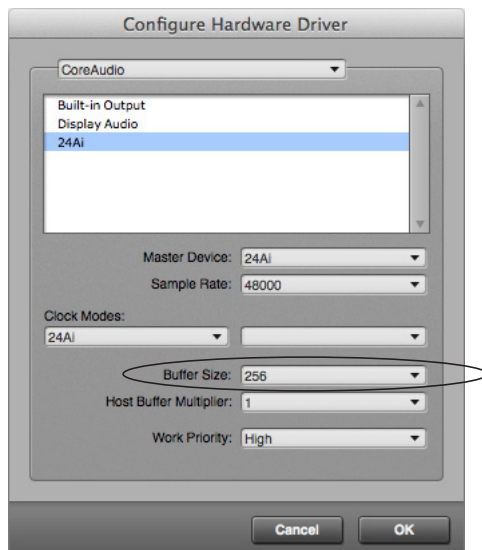 Configure Hardware Driver
CoreAudio
Built-in Output
Display Audio
24Ai
Master Device: 24Ai
Sample Rate: 48000
Clock Modes:
24Ai
Buffer Size: 256
Host Buffer Multiplier: 1
Work Priority: High
Cancel OK